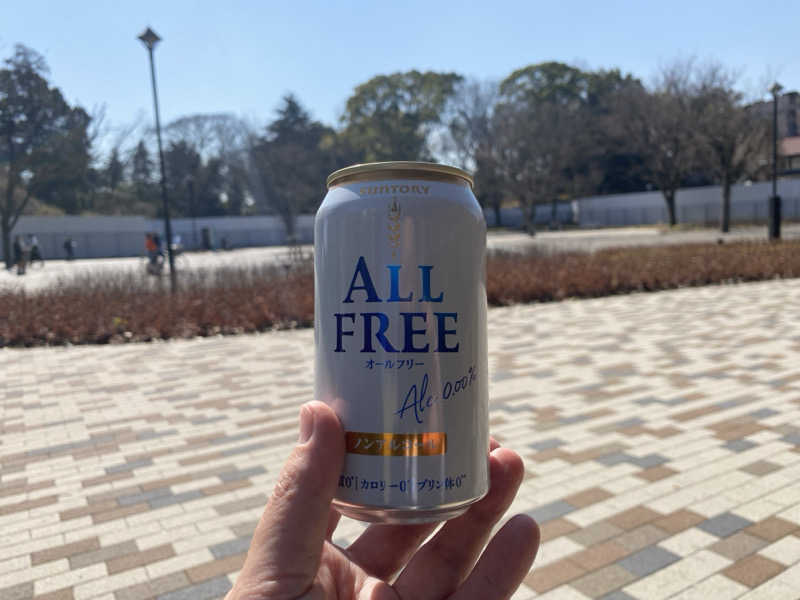 SUNTORY
ALL
FREE
オールフリー
Alc. 0.00%
ノンアルコール
カロリー0 プリン体0